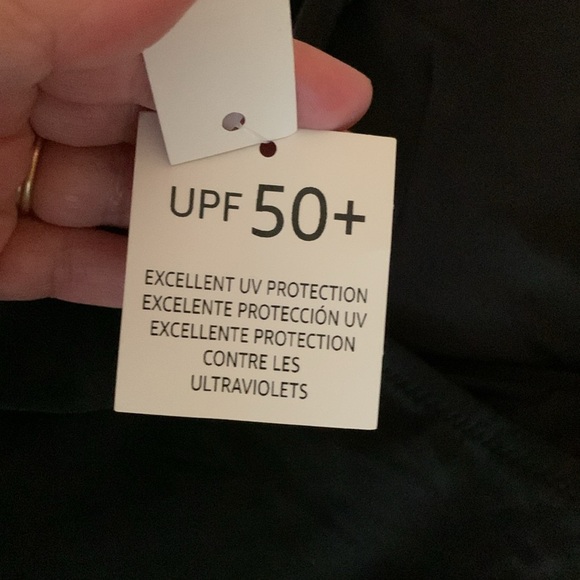 UPF 50+
EXCELLENT UV PROTECTION
EXCELENTE PROTECCIÓN UV
EXCELLENTE PROTECTION
CONTRE LES
ULTRAVIOLETS